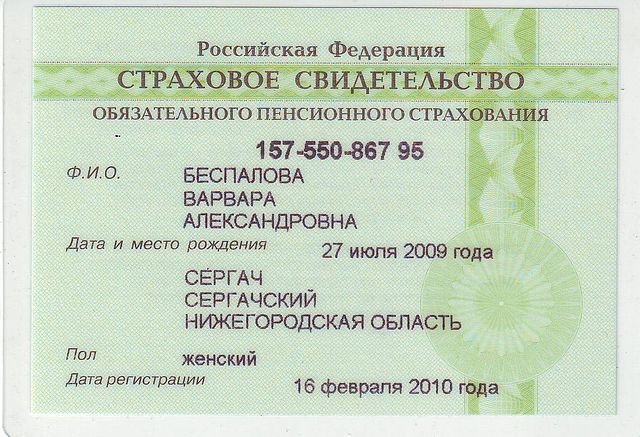 Российская Федерация
СТРАХОВОЕ СВИДЕТЕЛЬСТВО
ОБЯЗАТЕЛЬНОГО ПЕНСИОННОГО СТРАХОВАНИЯ
157-550-867 95
Ф.И.О. БЕСПАЛОВА
ВАРВАРА
АЛЕКСАНДРОВНА
Дата и место рождения 27 июля 2009 года
СЕРГАЧ
СЕРГАЧСКИЙ
НИЖЕГОРОДСКАЯ ОБЛАСТЬ
Пол женский
Дата регистрации 16 февраля 2010 года